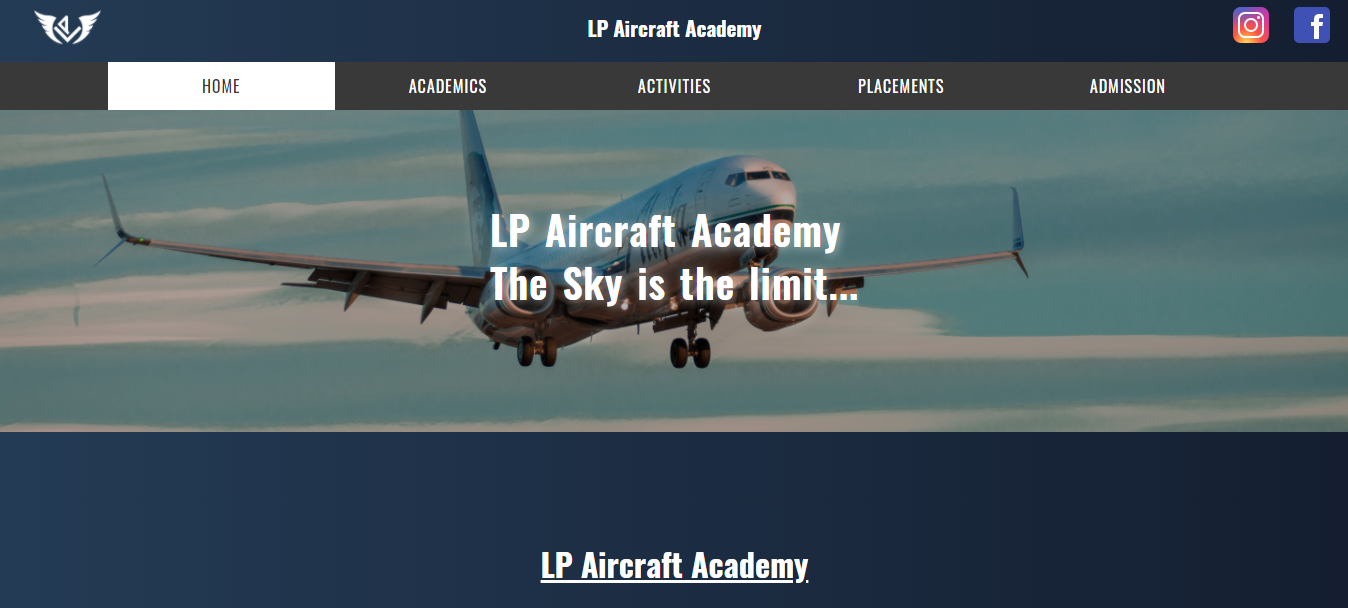 LP Aircraft Academy
HOME
ACADEMICS
ACTIVITIES
PLACEMENTS
ADMISSION
LP Aircraft Academy
The Sky is the limit...
LP Aircraft Academy